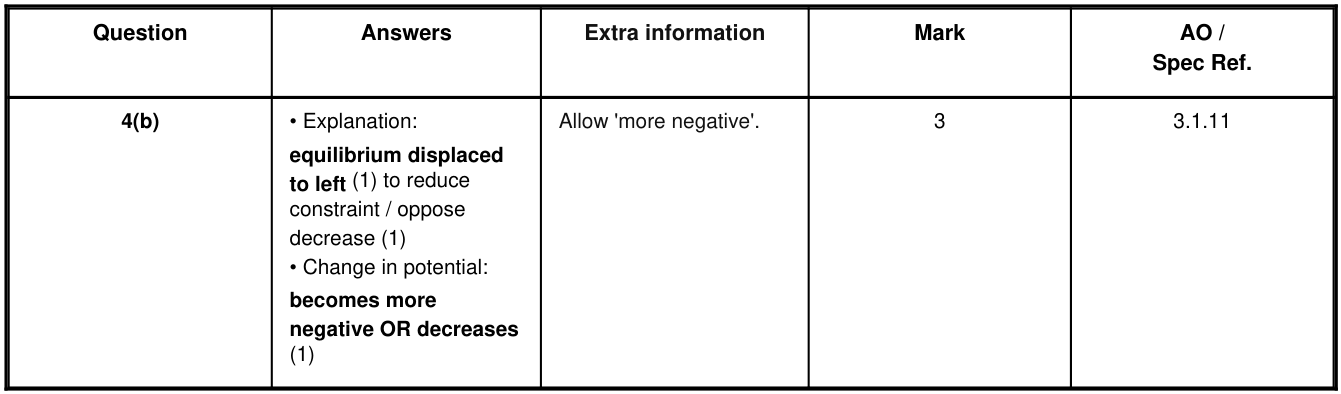 Question Answers Extra information Mark AO /
Spec Ref.
4(b) • Explanation: Allow 'more negative'. 3 3.1.11
equilibrium displaced
to left (1) to reduce
constraint / oppose
decrease (1)
• Change in potential:
becomes more
negative OR decreases
(1)